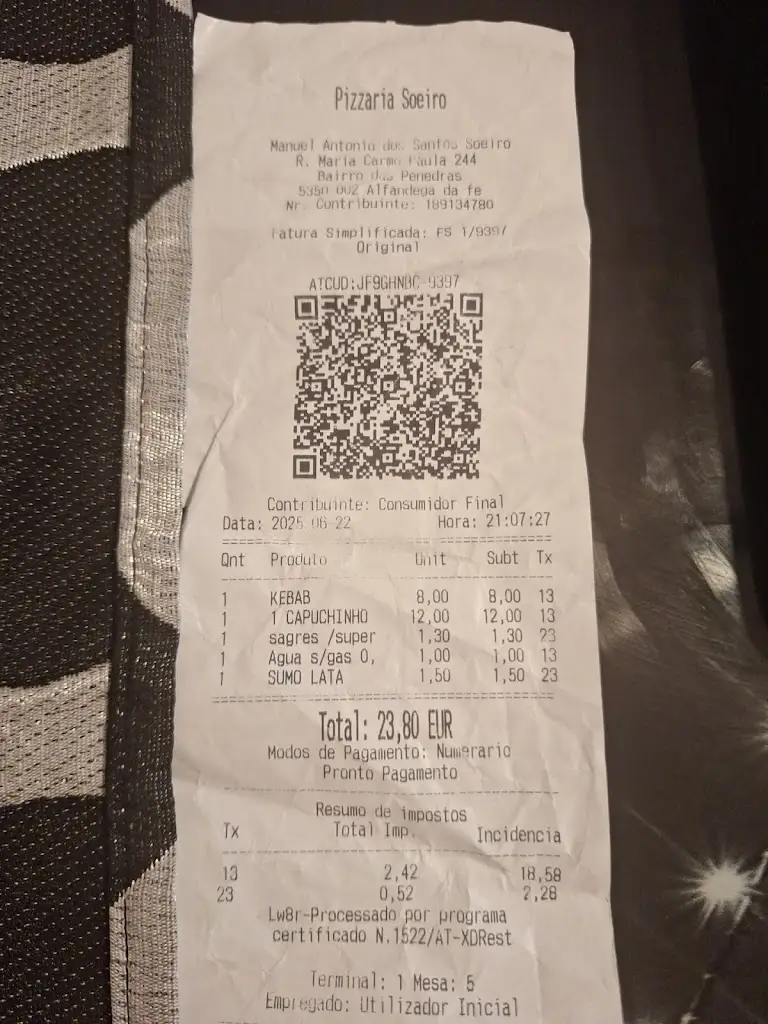 Pizzaria Soeiro
Manuel Antonio dos Santos Soeiro
R. Maria Carmo Paula 244
Bairro das Penedras
5350 002 Alfandega da fe
Nr. Contribuinte: 189134780
Fatura Simplificada: FS 1/9397
Original
ATCUD:JF9GHNBC-9397
Contribuinte: Consumidor Final
Data: 2025-06-22 Hora: 21:07:27
Qnt Produto Unit Subt Tx
1 KEBAB 8,00 8,00 13
1 1 CAPUCHINHO 12,00 12,00 13
1 sagres /super 1,30 1,30 23
1 Agua s/gas 0, 1,00 1,00 13
1 SUMO LATA 1,50 1,50 23
Total: 23,80 EUR
Modos de Pagamento: Numerario
Pronto Pagamento
Resumo de impostos
Tx Total Imp. Incidencia
13 2,42 18,58
23 0,52 2,28
Lw8r-Processado por programa
certificado N.1522/AT-XDRest
Terminal: 1 Mesa: 5
Empregado: Utilizador Inicial